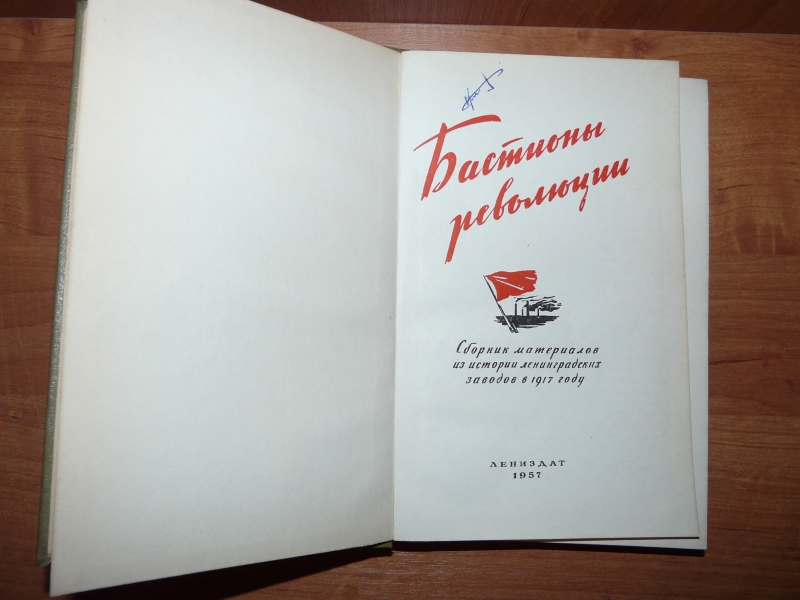 Бастионы
революции
Сборник материалов
из истории ленинградских
заводов в 1917 году
ЛЕНИЗДАТ
1957